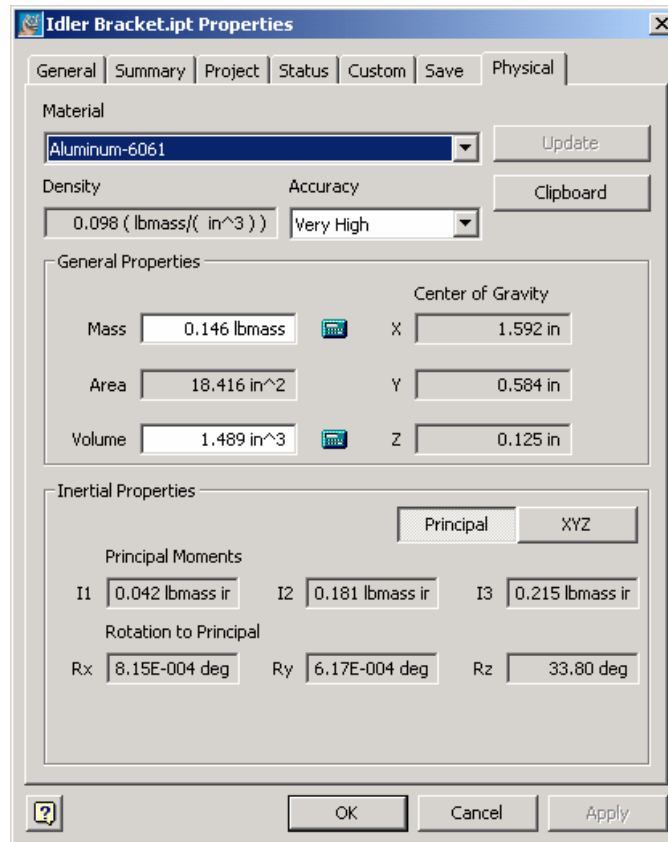 Idler Bracket.ipt Properties
General Summary Project Status Custom Save Physical
Material
Aluminum-6061 Update
Density Accuracy Clipboard
0.098 ( lbmass/( in^3 ) ) Very High
General Properties
Center of Gravity
Mass 0.146 lbmass X 1.592 in
Area 18.416 in^2 Y 0.584 in
Volume 1.489 in^3 Z 0.125 in
Inertial Properties
Principal XYZ
Principal Moments
I1 0.042 lbmass ir I2 0.181 lbmass ir I3 0.215 lbmass ir
Rotation to Principal
Rx 8.15E-004 deg Ry 6.17E-004 deg Rz 33.80 deg
? OK Cancel Apply